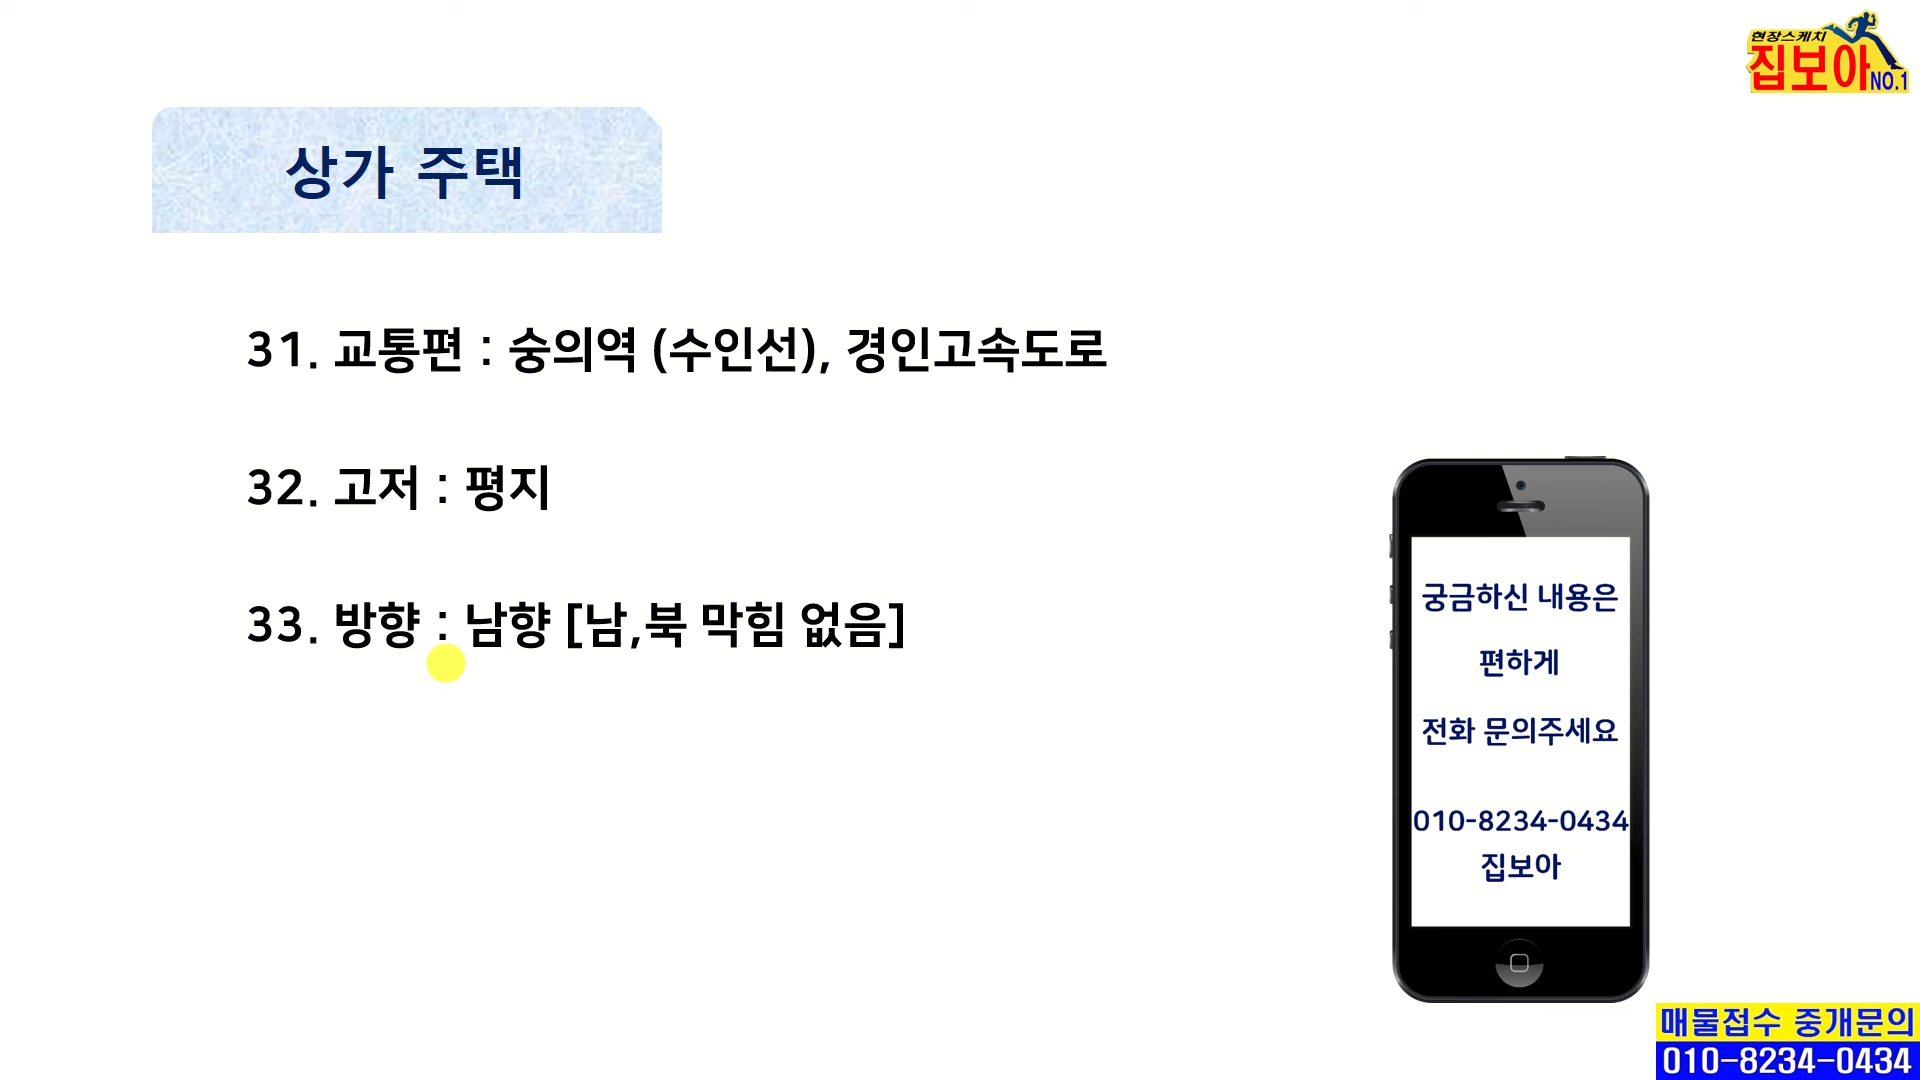 현장스케치
집보아 NO.1
상가 주택
31. 교통편 : 숭의역 (수인선), 경인고속도로
32. 고저 : 평지
33. 방향 : 남향 [남,북 막힘 없음]
궁금하신 내용은
편하게
전화 문의주세요
010-8234-0434
집보아
매물접수 중개문의
010-8234-0434